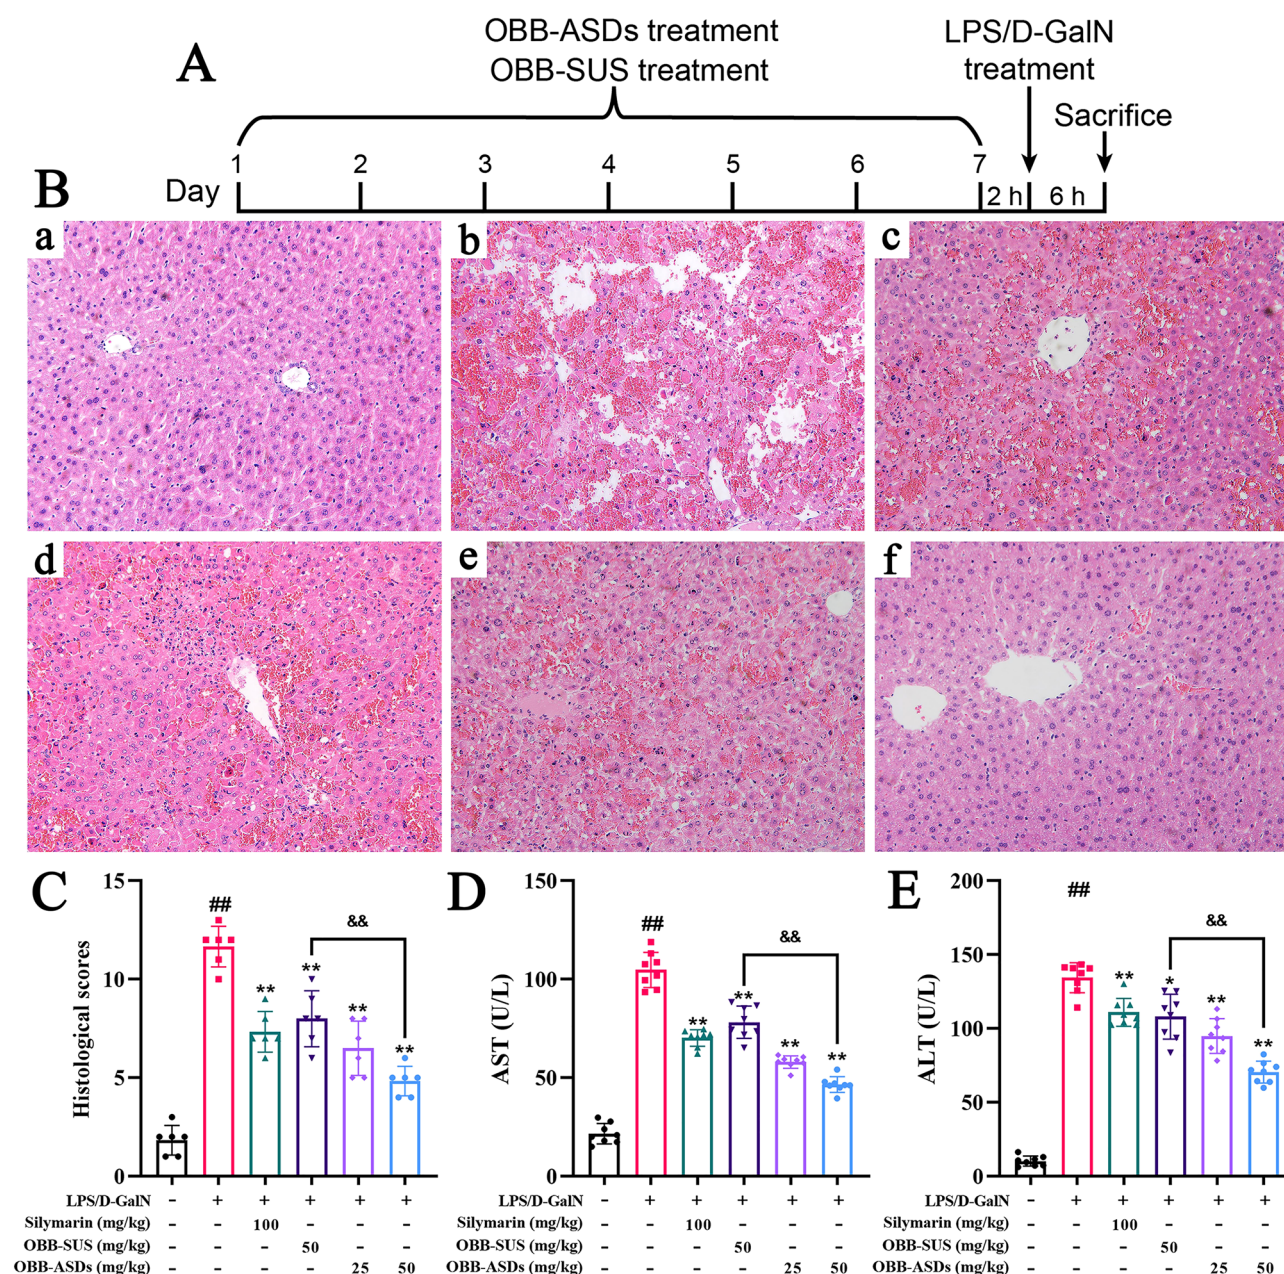 A
OBB-ASDs treatment
OBB-SUS treatment
LPS/D-GalN
treatment
Sacrifice
1 2 3 4 5 6 7
Day
2 h 6 h
B
a b c
d e f
C
Histological scores
15
10
5
0
##
**
**
**
**
&&
LPS/D-GalN - + + + + +
Silymarin (mg/kg) - - 100 - - -
OBB-SUS (mg/kg) - - - 50 - -
OBB-ASDs (mg/kg) - - - - 25 50
D
AST (U/L)
150
100
50
0
##
**
**
**
**
&&
LPS/D-GalN - + + + + +
Silymarin (mg/kg) - - 100 - - -
OBB-SUS (mg/kg) - - - 50 - -
OBB-ASDs (mg/kg) - - - - 25 50
E
ALT (U/L)
200
150
100
50
0
##
**
*
**
**
&&
LPS/D-GalN - + + + + +
Silymarin (mg/kg) - - 100 - - -
OBB-SUS (mg/kg) - - - 50 - -
OBB-ASDs (mg/kg) - - - - 25 50